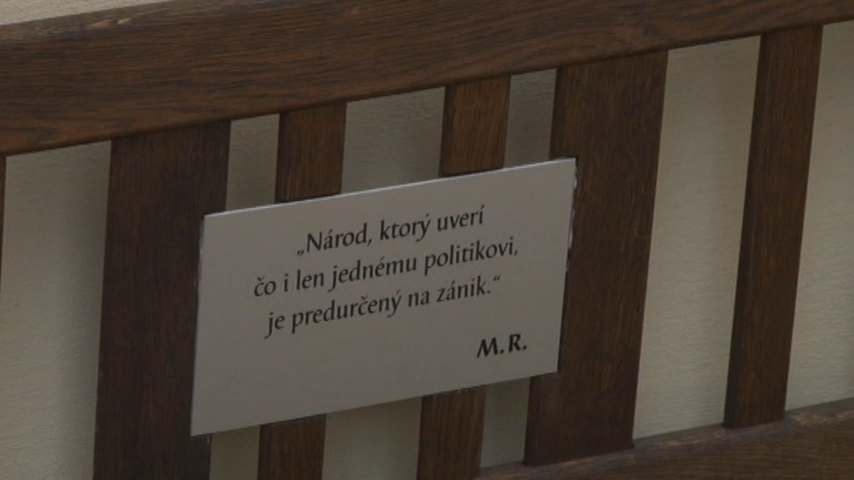 „Národ, ktorý uverí
čo i len jednému politikovi,
je predurčený na zánik.“
M.R.